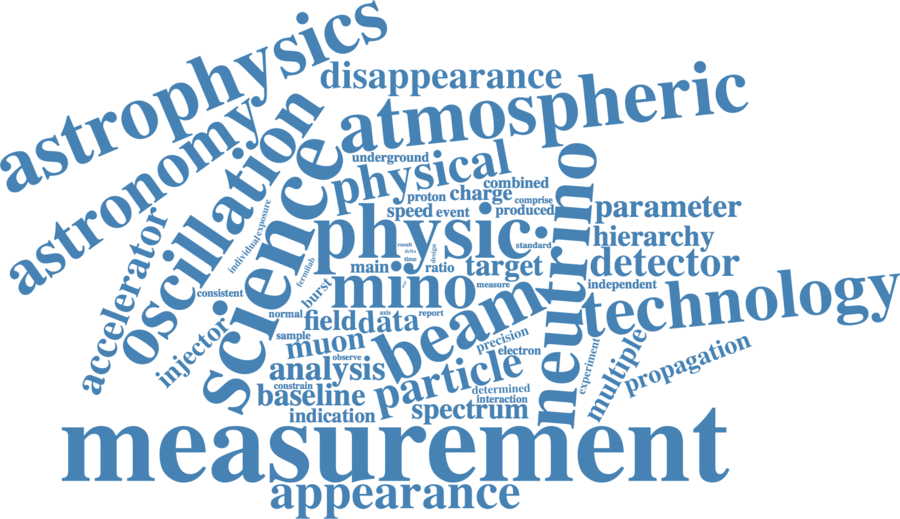 astrophysics
disappearance
atmospheric
astronomy
oscillation
science
underground
physical
combined
proton
charge
comprise
speed
event
produced
neutrino
parameter
physic
hierarchy
individual
exposure
accelerator
result
delta
time
design
standard
fermilab
main
ratio
target
detector
consistent
burst
mino
measure
independent
technology
normal
field
data
axis
report
beam
injector
sample
muon
observe
precision
electron
experiment
multiple
propagation
analysis
particle
constrain
baseline
determined
interaction
indication
spectrum
measurement
appearance